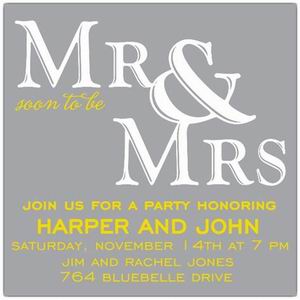 MR &
soon to be
MRS
JOIN US FOR A PARTY HONORING
HARPER AND JOHN
SATURDAY, NOVEMBER 14TH AT 7 PM
JIM AND RACHEL JONES
764 BLUEBELLE DRIVE